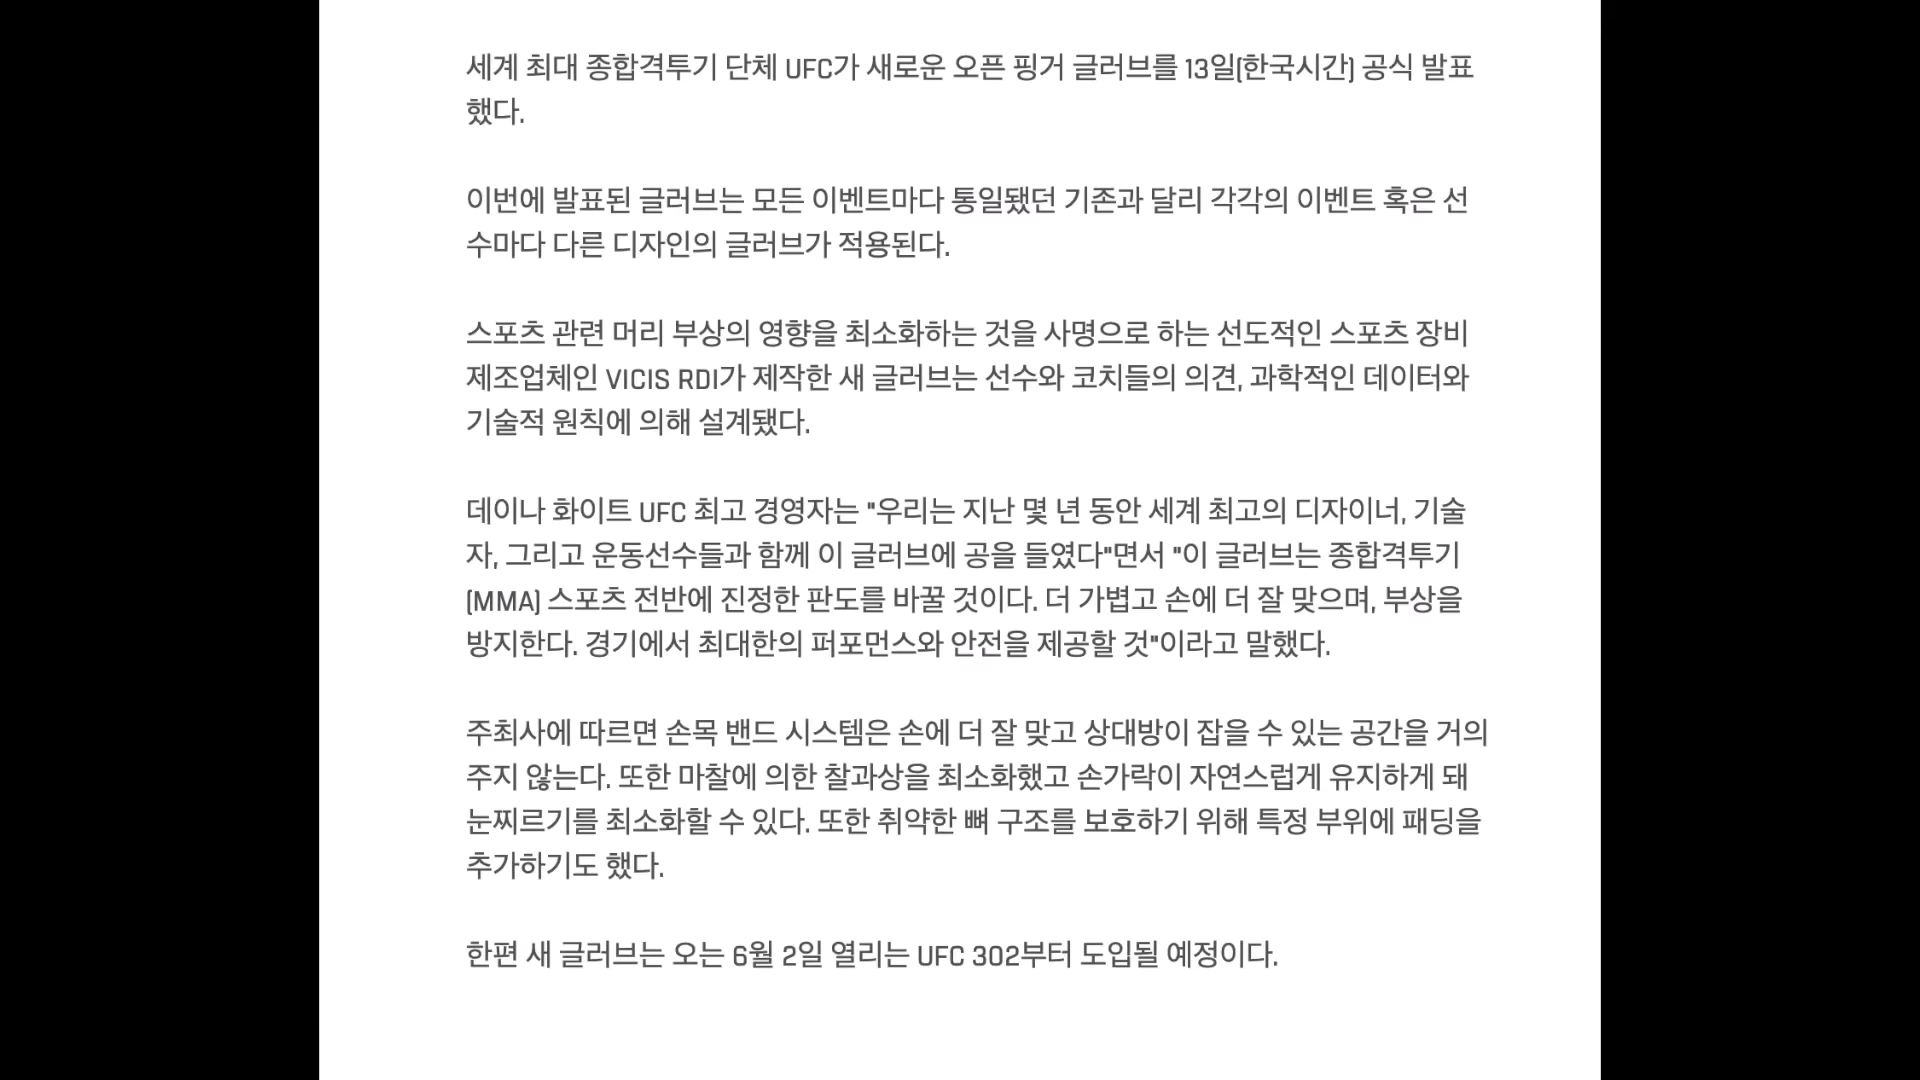 세계 최대 종합격투기 단체 UFC가 새로운 오픈 핑거 글러브를 13일(한국시간) 공식 발표
했다.
이번에 발표된 글러브는 모든 이벤트마다 통일됐던 기존과 달리 각각의 이벤트 혹은 선
수마다 다른 디자인의 글러브가 적용된다.
스포츠 관련 머리 부상의 영향을 최소화하는 것을 사명으로 하는 선도적인 스포츠 장비
제조업체인 VICIS RDI가 제작한 새 글러브는 선수와 코치들의 의견, 과학적인 데이터와
기술적 원칙에 의해 설계됐다.
데이나 화이트 UFC 최고 경영자는 "우리는 지난 몇 년 동안 세계 최고의 디자이너, 기술
자, 그리고 운동선수들과 함께 이 글러브에 공을 들였다"면서 "이 글러브는 종합격투기
(MMA) 스포츠 전반에 진정한 판도를 바꿀 것이다. 더 가볍고 손에 더 잘 맞으며, 부상을
방지한다. 경기에서 최대한의 퍼포먼스와 안전을 제공할 것"이라고 말했다.
주최사에 따르면 손목 밴드 시스템은 손에 더 잘 맞고 상대방이 잡을 수 있는 공간을 거의
주지 않는다. 또한 마찰에 의한 찰과상을 최소화했고 손가락이 자연스럽게 유지하게 돼
눈찌르기를 최소화할 수 있다. 또한 취약한 뼈 구조를 보호하기 위해 특정 부위에 패딩을
추가하기도 했다.
한편 새 글러브는 오는 6월 2일 열리는 UFC 302부터 도입될 예정이다.